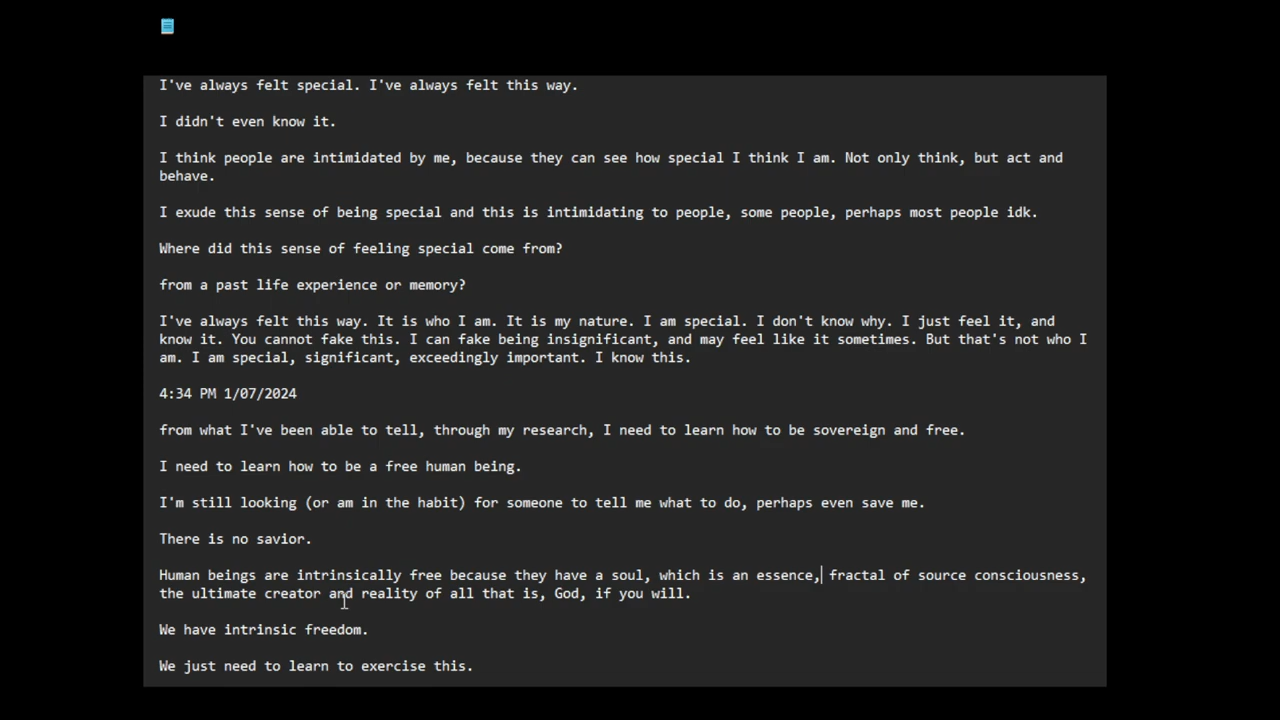 I've always felt special. I've always felt this way.
I didn't even know it.
I think people are intimidated by me, because they can see how special I think I am. Not only think, but act and
behave.
I exude this sense of being special and this is intimidating to people, some people, perhaps most people idk.
Where did this sense of feeling special come from?
from a past life experience or memory?
I've always felt this way. It is who I am. It is my nature. I am special. I don't know why. I just feel it, and
know it. You cannot fake this. I can fake being insignificant, and may feel like it sometimes. But that's not who I
am. I am special, significant, exceedingly important. I know this.
4:34 PM 1/07/2024
from what I've been able to tell, through my research, I need to learn how to be sovereign and free.
I need to learn how to be a free human being.
I'm still looking (or am in the habit) for someone to tell me what to do, perhaps even save me.
There is no savior.
Human beings are intrinsically free because they have a soul, which is an essence, fractal of source consciousness,
the ultimate creator and reality of all that is, God, if you will.
We have intrinsic freedom.
We just need to learn to exercise this.